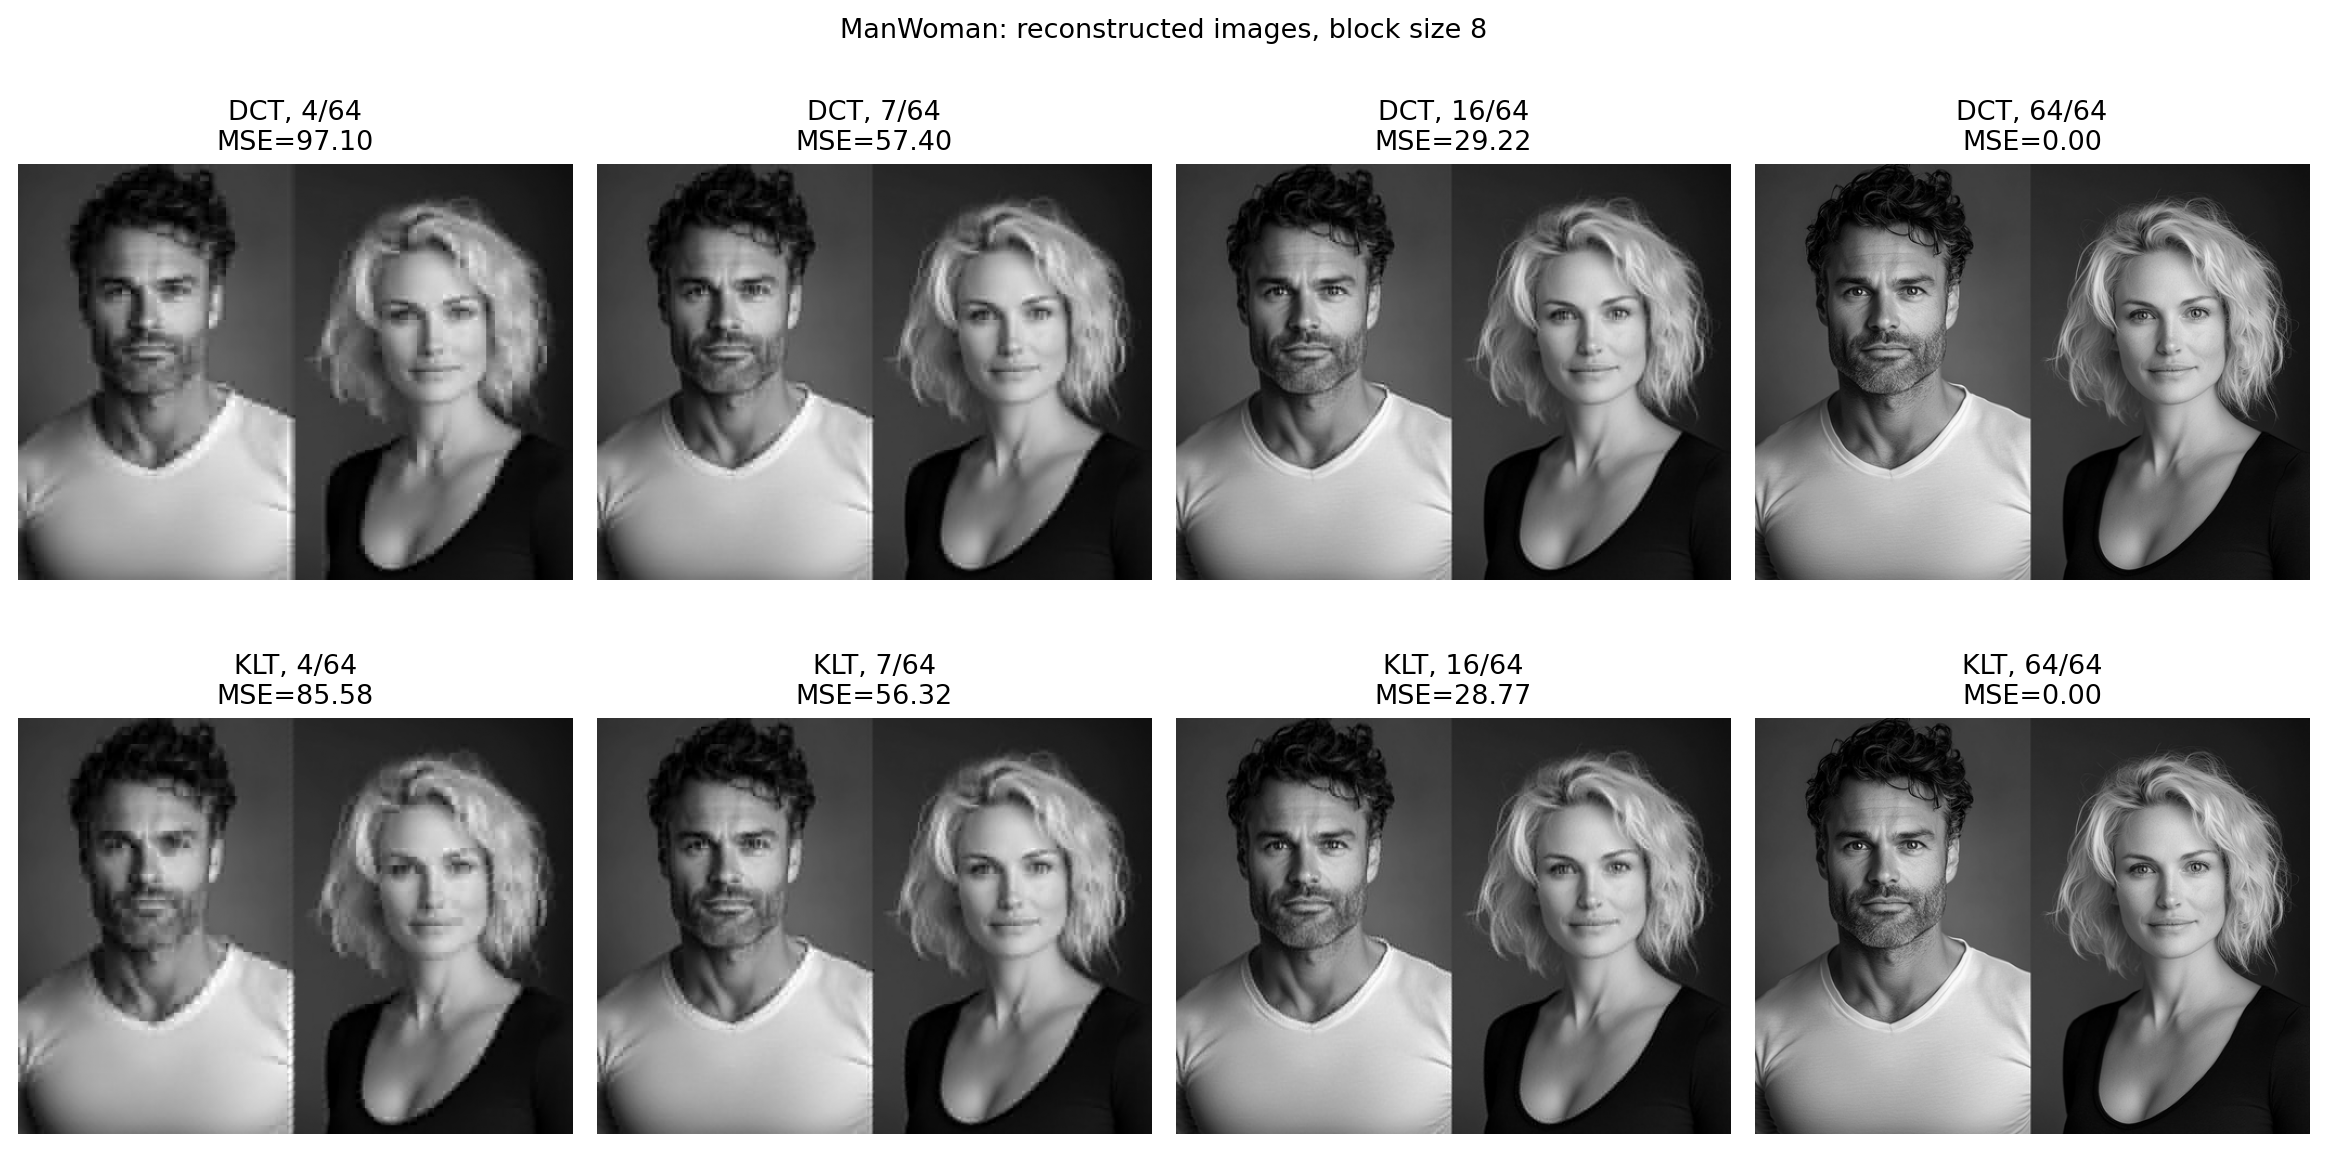 ManWoman: reconstructed images, block size 8
DCT, 4/64
MSE=97.10
DCT, 7/64
MSE=57.40
DCT, 16/64
MSE=29.22
DCT, 64/64
MSE=0.00
KLT, 4/64
MSE=85.58
KLT, 7/64
MSE=56.32
KLT, 16/64
MSE=28.77
KLT, 64/64
MSE=0.00